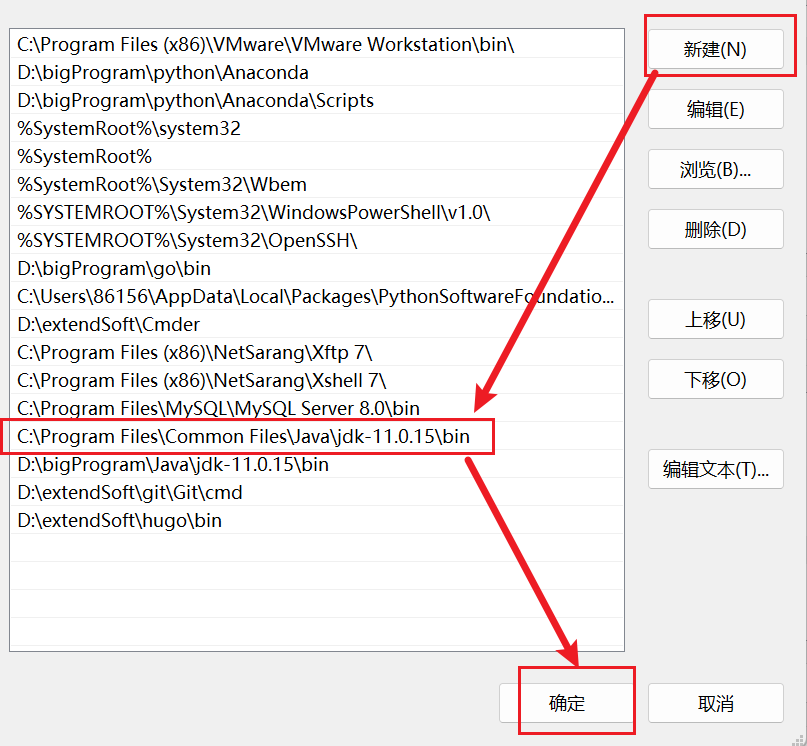 C:\Program Files (x86)\VMware\VMware Workstation\bin\
D:\bigProgram\python\Anaconda
D:\bigProgram\python\Anaconda\Scripts
%SystemRoot%\system32
%SystemRoot%
%SystemRoot%\System32\Wbem
%SYSTEMROOT%\System32\WindowsPowerShell\v1.0\
%SYSTEMROOT%\System32\OpenSSH\
D:\bigProgram\go\bin
C:\Users\86156\AppData\Local\Packages\PythonSoftwareFoundatio...
D:\extendSoft\Cmder
C:\Program Files (x86)\NetSarang\Xftp 7\
C:\Program Files (x86)\NetSarang\Xshell 7\
C:\Program Files\MySQL\MySQL Server 8.0\bin
C:\Program Files\Common Files\Java\jdk-11.0.15\bin
D:\bigProgram\Java\jdk-11.0.15\bin
D:\extendSoft\git\Git\cmd
D:\extendSoft\hugo\bin
新建(N)
编辑(E)
浏览(B)...
删除(D)
上移(U)
下移(O)
编辑文本(T)...
确定
取消